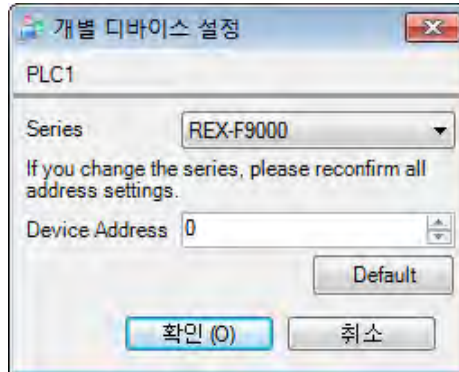 개별 디바이스 설정
PLC1
Series REX-F9000
If you change the series, please reconfirm all
address settings.
Device Address 0
Default
확인 (O) 취소